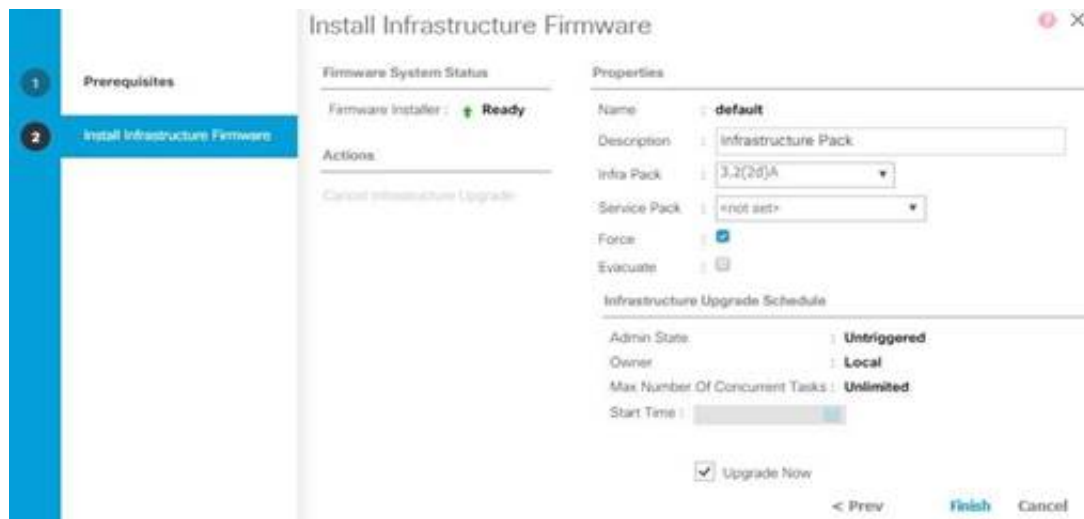 Install Infrastructure Firmware
1 Prerequisites
2 Install Infrastructure Firmware
Firmware System Status
Firmware Installer : Ready
Actions
Cancel Infrastructure Upgrade
Properties
Name : default
Description : Infrastructure Pack
Infra Pack : 3.2(2d)A
Service Pack : <not set>
Force :
Evacuate :
Infrastructure Upgrade Schedule
Admin State : Untriggered
Owner : Local
Max Number Of Concurrent Tasks : Unlimited
Start Time :
Upgrade Now
< Prev Finish Cancel